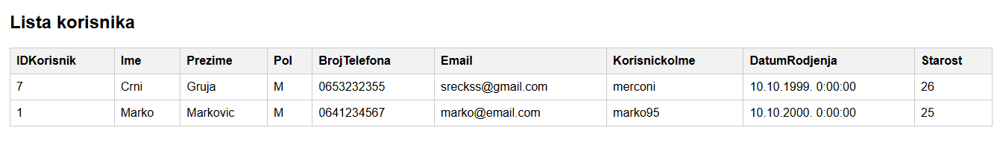 Lista korisnika
IDKorisnik Ime Prezime Pol BrojTelefona Email KorisnickoIme DatumRodjenja Starost
7 Crni Gruja M 0653232355 sreckss@gmail.com merconi 10.10.1999. 0:00:00 26
1 Marko Markovic M 0641234567 marko@email.com marko95 10.10.2000. 0:00:00 25